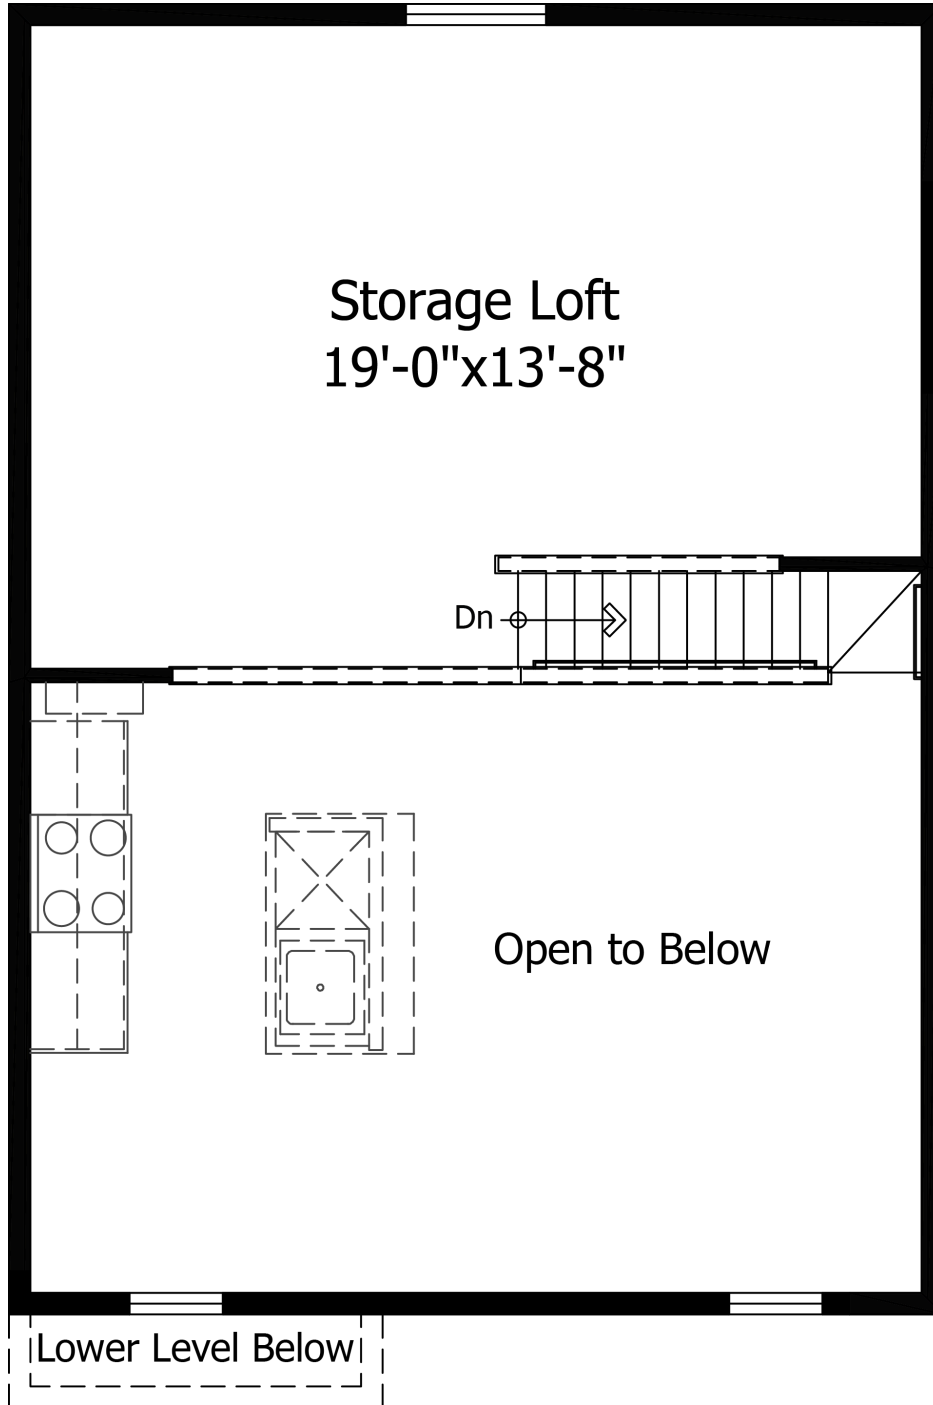 Storage Loft
19'-0"x13'-8"
Dn
Open to Below
Lower Level Below